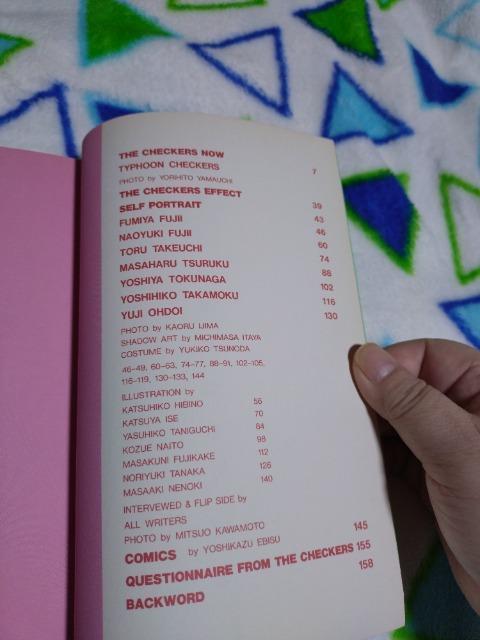 THE CHECKERS NOW
TYPHOON CHECKERS 7
PHOTO by YORIHITO YAMAUCHI
THE CHECKERS EFFECT
SELF PORTRAIT 39
FUMIYA FUJII 43
NAOYUKI FUJII 46
TORU TAKEUCHI 60
MASAHARU TSURUKU 74
YOSHIYA TOKUNAGA 88
YOSHIHIKO TAKAMOKU 102
YUJI OHDOI 116
130
PHOTO by KAORU IJIMA
SHADOW ART by MICHIMASA ITAYA
COSTUME by YUKIKO TSUNODA
46-49, 60-63, 74-77, 88-91, 102-105,
116-119, 130-133, 144
ILLUSTRATION by
KATSUHIKO HIBINO 56
KATSUYA ISE 70
YASUHIKO TANIGUCHI 84
KOZUE NAITO 98
MASAKUNI FUJIKAKE 112
NORIYUKI TANAKA 126
MASAAKI NENOKI 140
INTERVEWED & FLIP SIDE by
ALL WRITERS
PHOTO by MITSUO KAWAMOTO
COMICS by YOSHIKAZU EBISU 145
QUESTIONNAIRE FROM THE CHECKERS 155
BACKWORD 158